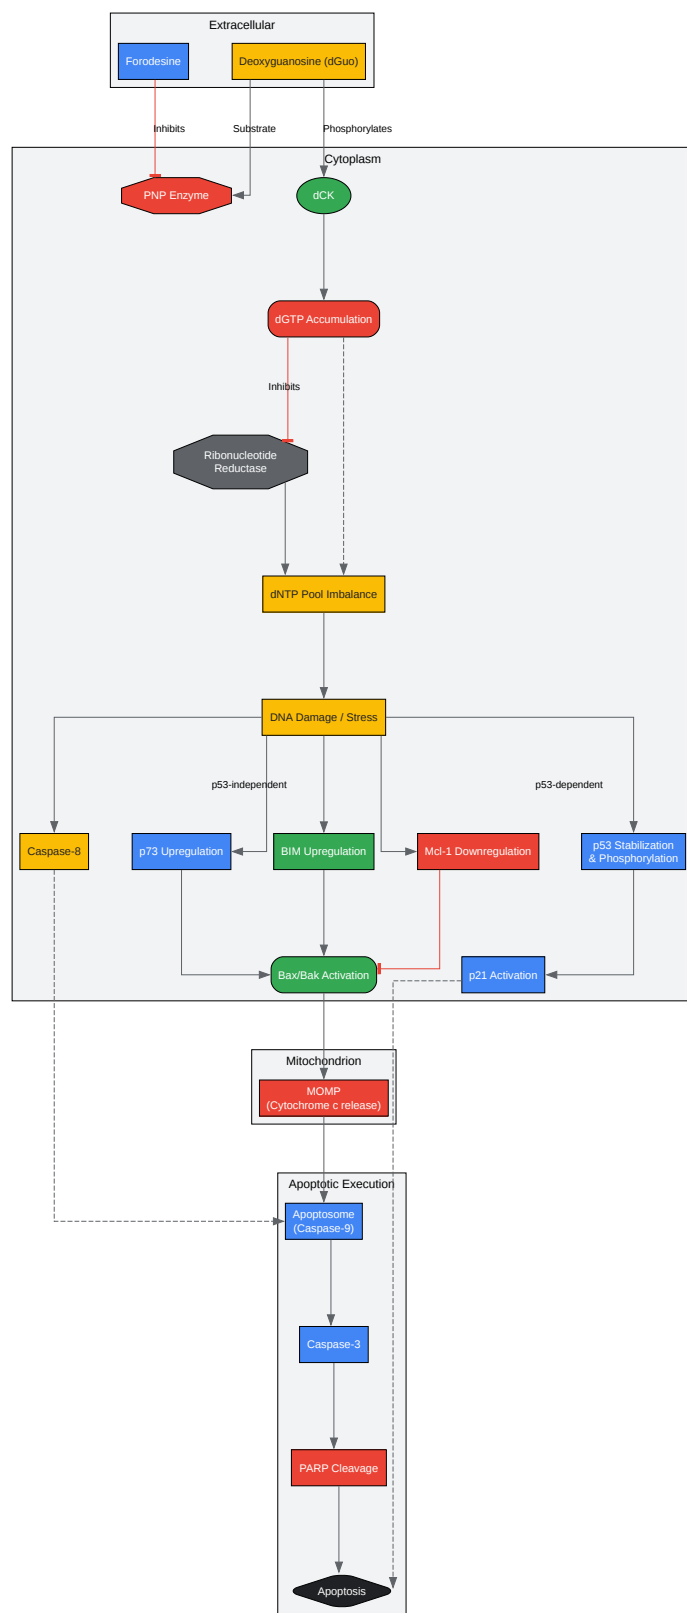 Extracellular
Forodesine
Deoxyguanosine (dGuo)
Inhibits
Substrate
Phosphorylates
Cytoplasm
PNP Enzyme
dCK
dGTP Accumulation
Inhibits
Ribonucleotide
Reductase
dNTP Pool Imbalance
DNA Damage / Stress
p53-independent
p53-dependent
Caspase-8
p73 Upregulation
BIM Upregulation
Mcl-1 Downregulation
p53 Stabilization
& Phosphorylation
Bax/Bak Activation
p21 Activation
Mitochondrion
MOMP
(Cytochrome c release)
Apoptotic Execution
Apoptosome
(Caspase-9)
Caspase-3
PARP Cleavage
Apoptosis